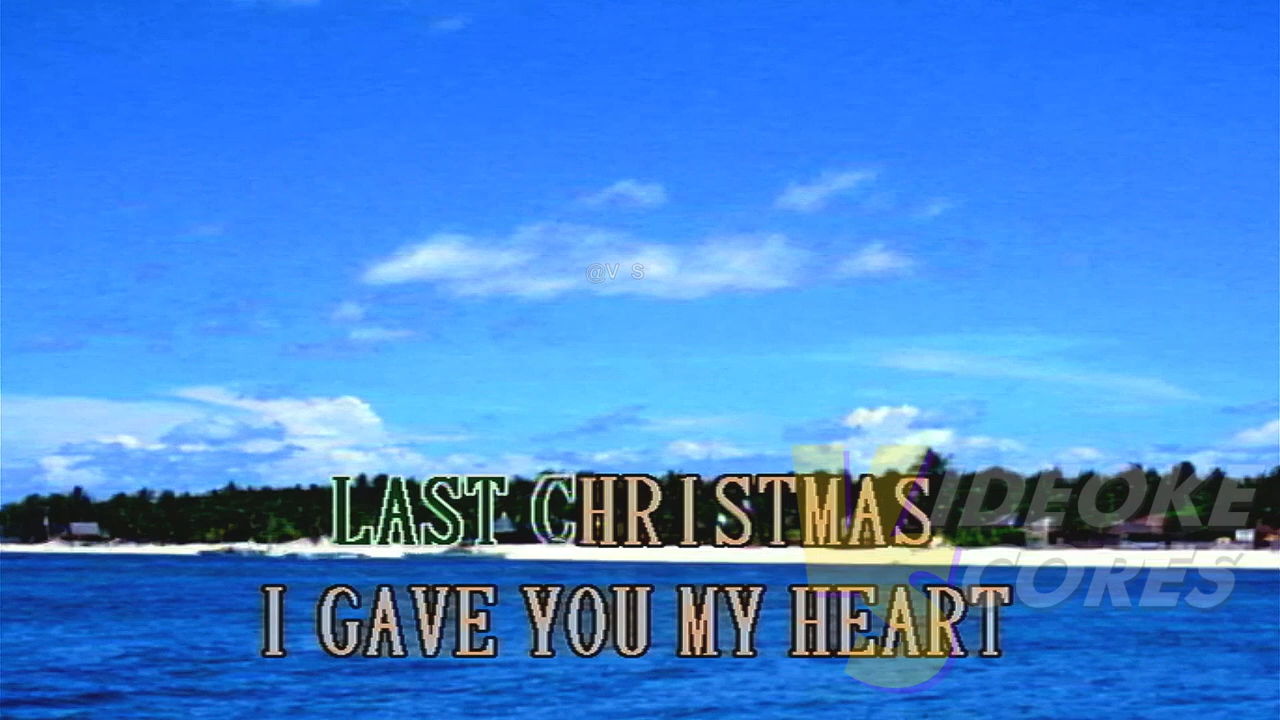 @V S
LAST CHRISTMAS
I GAVE YOU MY HEART
VIDEOKE
SCORES